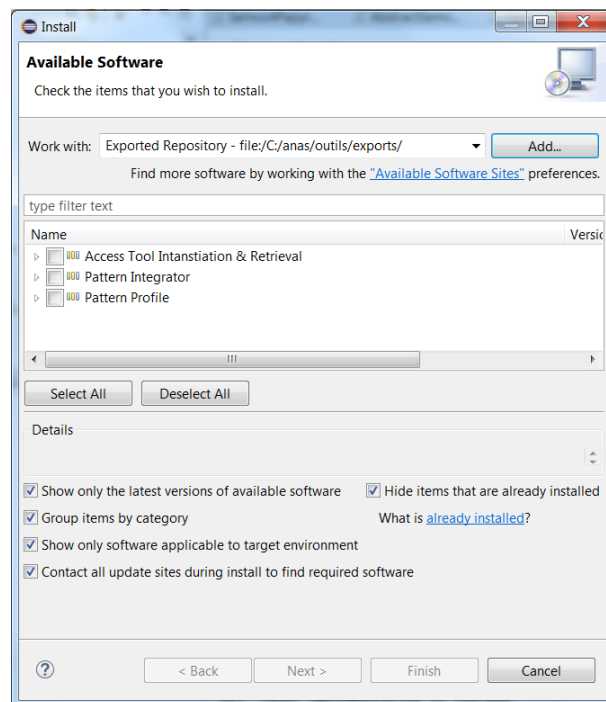 Install
Available Software
Check the items that you wish to install.
Work with: Exported Repository - file:/C:/anas/outils/exports/ Add...
Find more software by working with the "Available Software Sites" preferences.
type filter text
Name Versic
Access Tool Intanstiation & Retrieval
Pattern Integrator
Pattern Profile
Select All Deselect All
Details
Show only the latest versions of available software Hide items that are already installed
Group items by category What is already installed?
Show only software applicable to target environment
Contact all update sites during install to find required software
? < Back Next > Finish Cancel